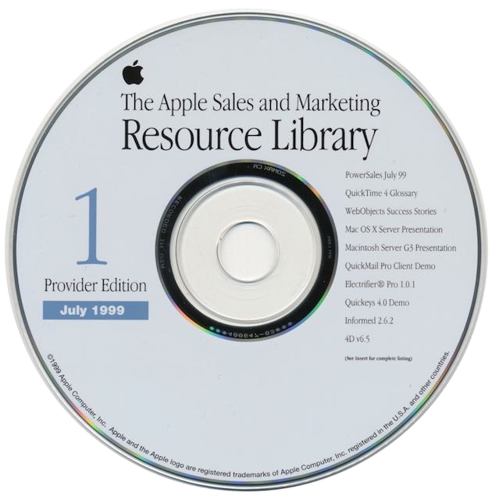 The Apple Sales and Marketing
Resource Library
1
Provider Edition
July 1999
PowerSales July 99
QuickTime 4 Glossary
WebObjects Success Stories
Mac OS X Server Presentation
Macintosh Server G3 Presentation
QuickMail Pro Client Demo
Electrifier® Pro 1.0.1
Quickeys 4.0 Demo
Informed 2.6.2
4D v6.5
(See insert for complete listing)
©1999 Apple Computer, Inc. Apple and the Apple logo are registered trademarks of Apple Computer, Inc. registered in the U.S.A. and other countries.